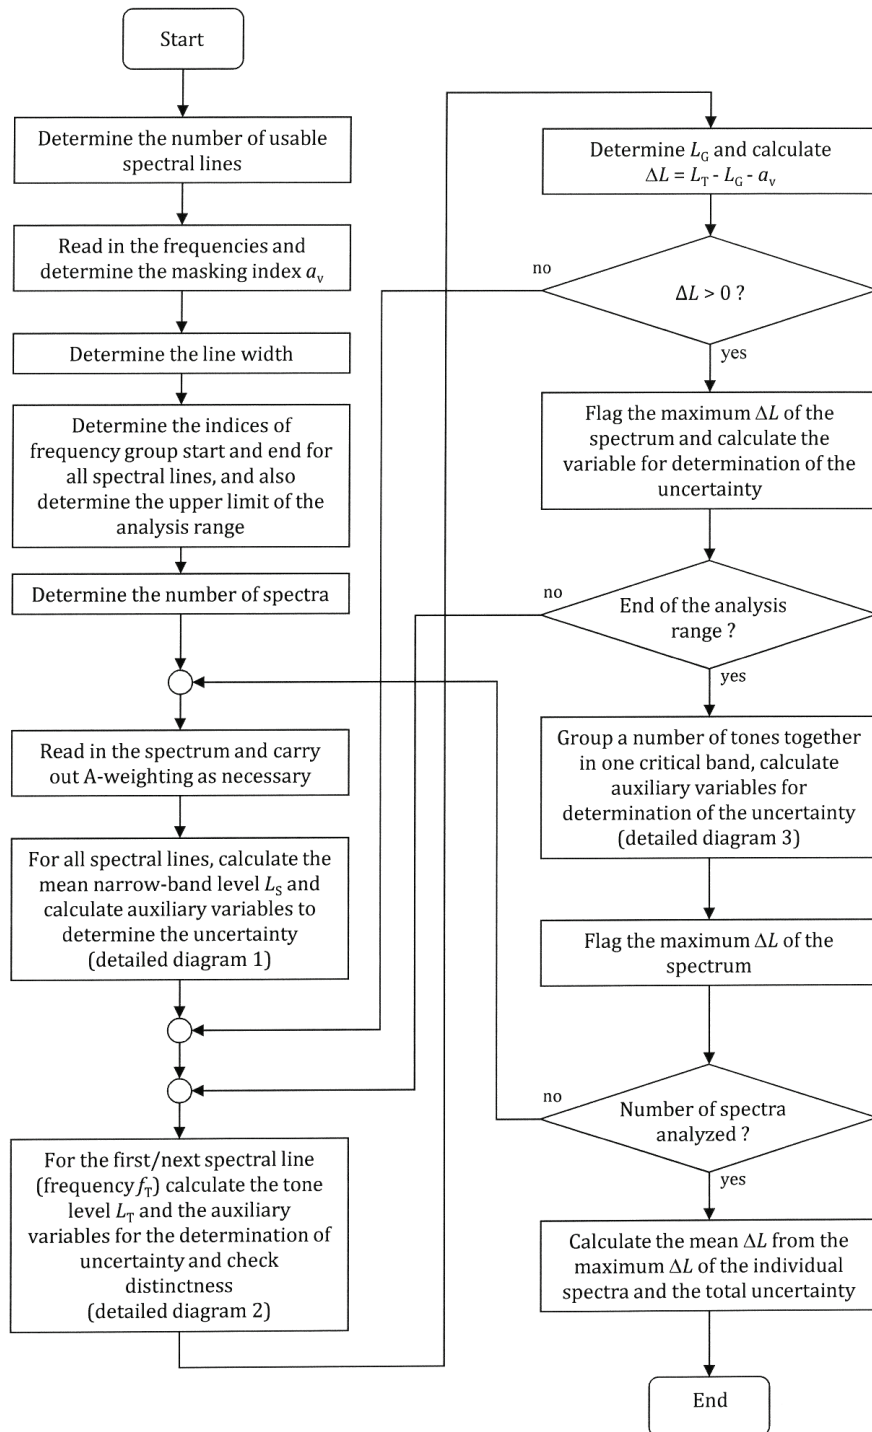 Start
Determine the number of usable
spectral lines
Read in the frequencies and
determine the masking index av
Determine the line width
Determine the indices of
frequency group start and end for
all spectral lines, and also
determine the upper limit of the
analysis range
Determine the number of spectra
Read in the spectrum and carry
out A-weighting as necessary
For all spectral lines, calculate the
mean narrow-band level LS and
calculate auxiliary variables to
determine the uncertainty
(detailed diagram 1)
For the first/next spectral line
(frequency fT) calculate the tone
level LT and the auxiliary
variables for the determination of
uncertainty and check
distinctness
(detailed diagram 2)
Determine LG and calculate
ΔL = LT - LG - av
no
ΔL > 0 ?
yes
Flag the maximum ΔL of the
spectrum and calculate the
variable for determination of the
uncertainty
no
End of the analysis
range ?
yes
Group a number of tones together
in one critical band, calculate
auxiliary variables for
determination of the uncertainty
(detailed diagram 3)
Flag the maximum ΔL of the
spectrum
no
Number of spectra
analyzed ?
yes
Calculate the mean ΔL from the
maximum ΔL of the individual
spectra and the total uncertainty
End